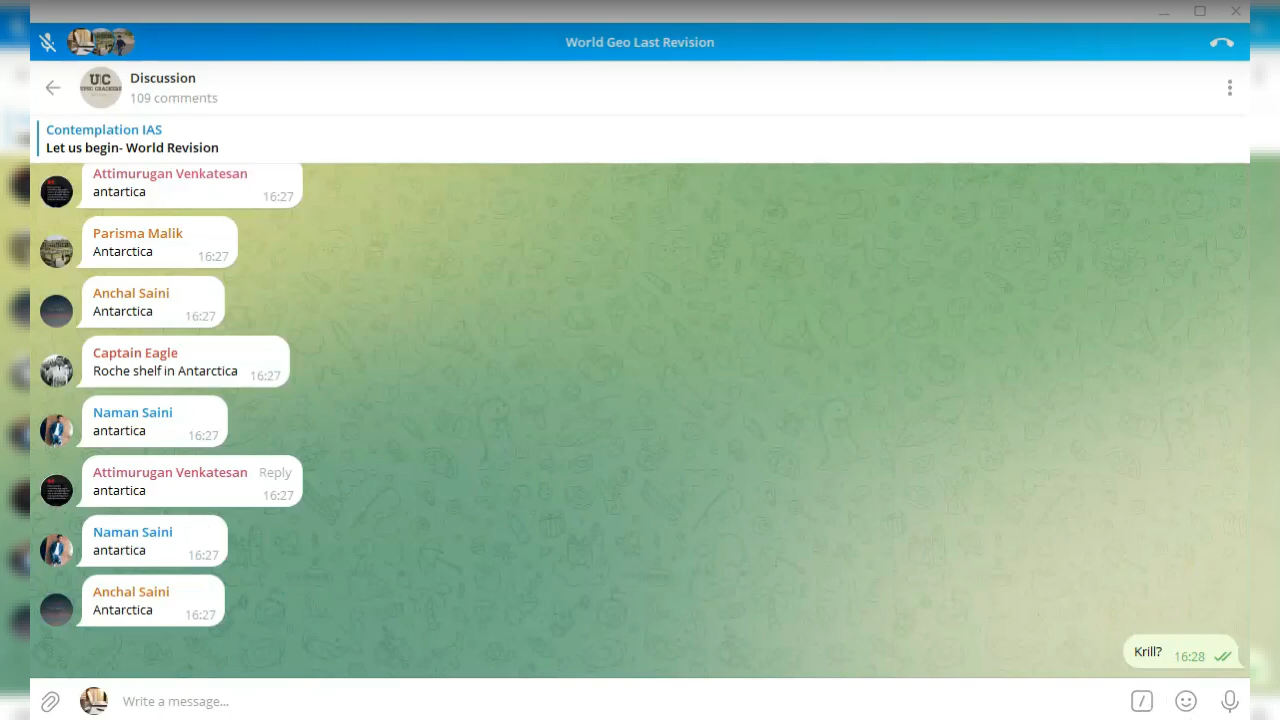 World Geo Last Revision
Discussion
109 comments
UC
UPSC CRACKERS
Contemplation IAS
Let us begin- World Revision
Attimurugan Venkatesan
antartica
16:27
Parisma Malik
Antarctica
16:27
Anchal Saini
Antarctica
16:27
Captain Eagle
Roche shelf in Antarctica
16:27
Naman Saini
antartica
16:27
Attimurugan Venkatesan Reply
antartica
16:27
Naman Saini
antartica
16:27
Anchal Saini
Antarctica
16:27
Krill? 16:28
Write a message...